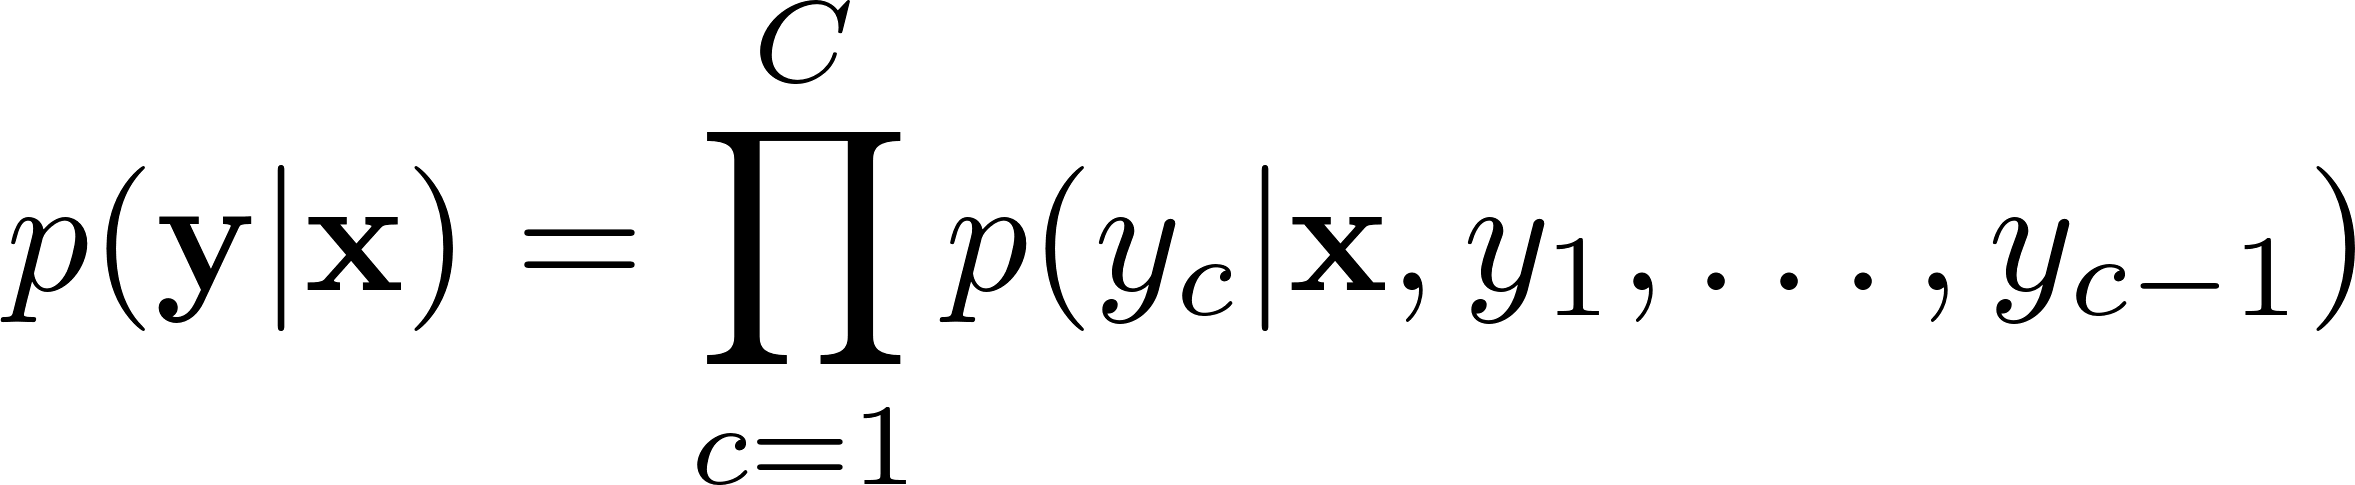 p(𝐲|𝐱) = ∏_{c=1}^{C} p(y_c|𝐱, y_1, . . . , y_{c−1})